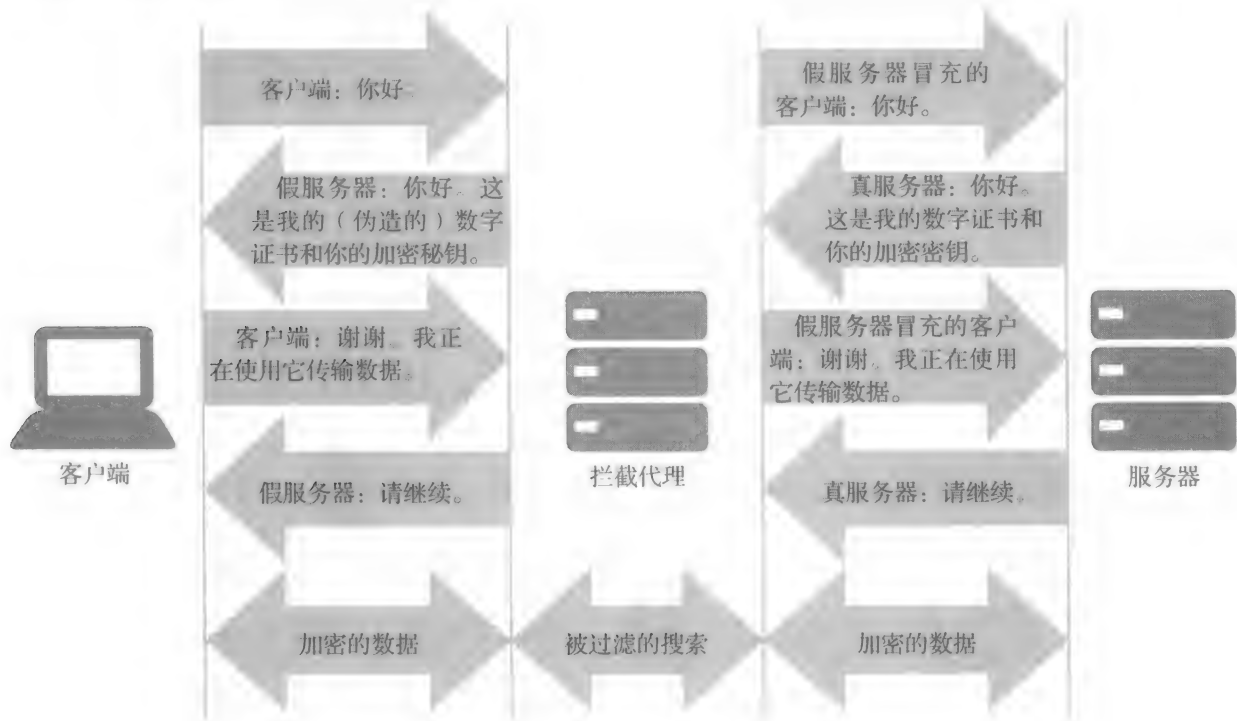 客户端：你好。
假服务器冒充的
客户端：你好。
假服务器：你好。这
是我的（伪造的）数字
证书和你的加密秘钥。
真服务器：你好。
这是我的数字证书和
你的加密密钥。
客户端：谢谢。我正
在使用它传输数据。
假服务器冒充的客户
端：谢谢。我正在使用
它传输数据。
客户端
拦截代理
服务器
假服务器：请继续。
真服务器：请继续。
加密的数据
被过滤的搜索
加密的数据